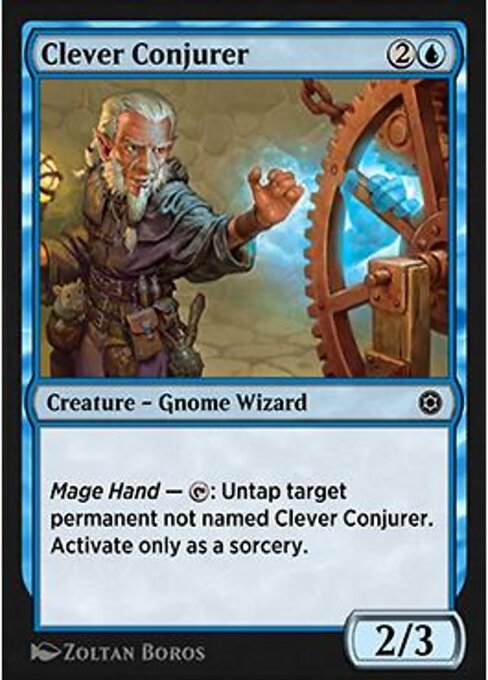 Clever Conjurer 2
Creature – Gnome Wizard
Mage Hand — : Untap target
permanent not named Clever Conjurer.
Activate only as a sorcery.
2/3
ZOLTAN BOROS